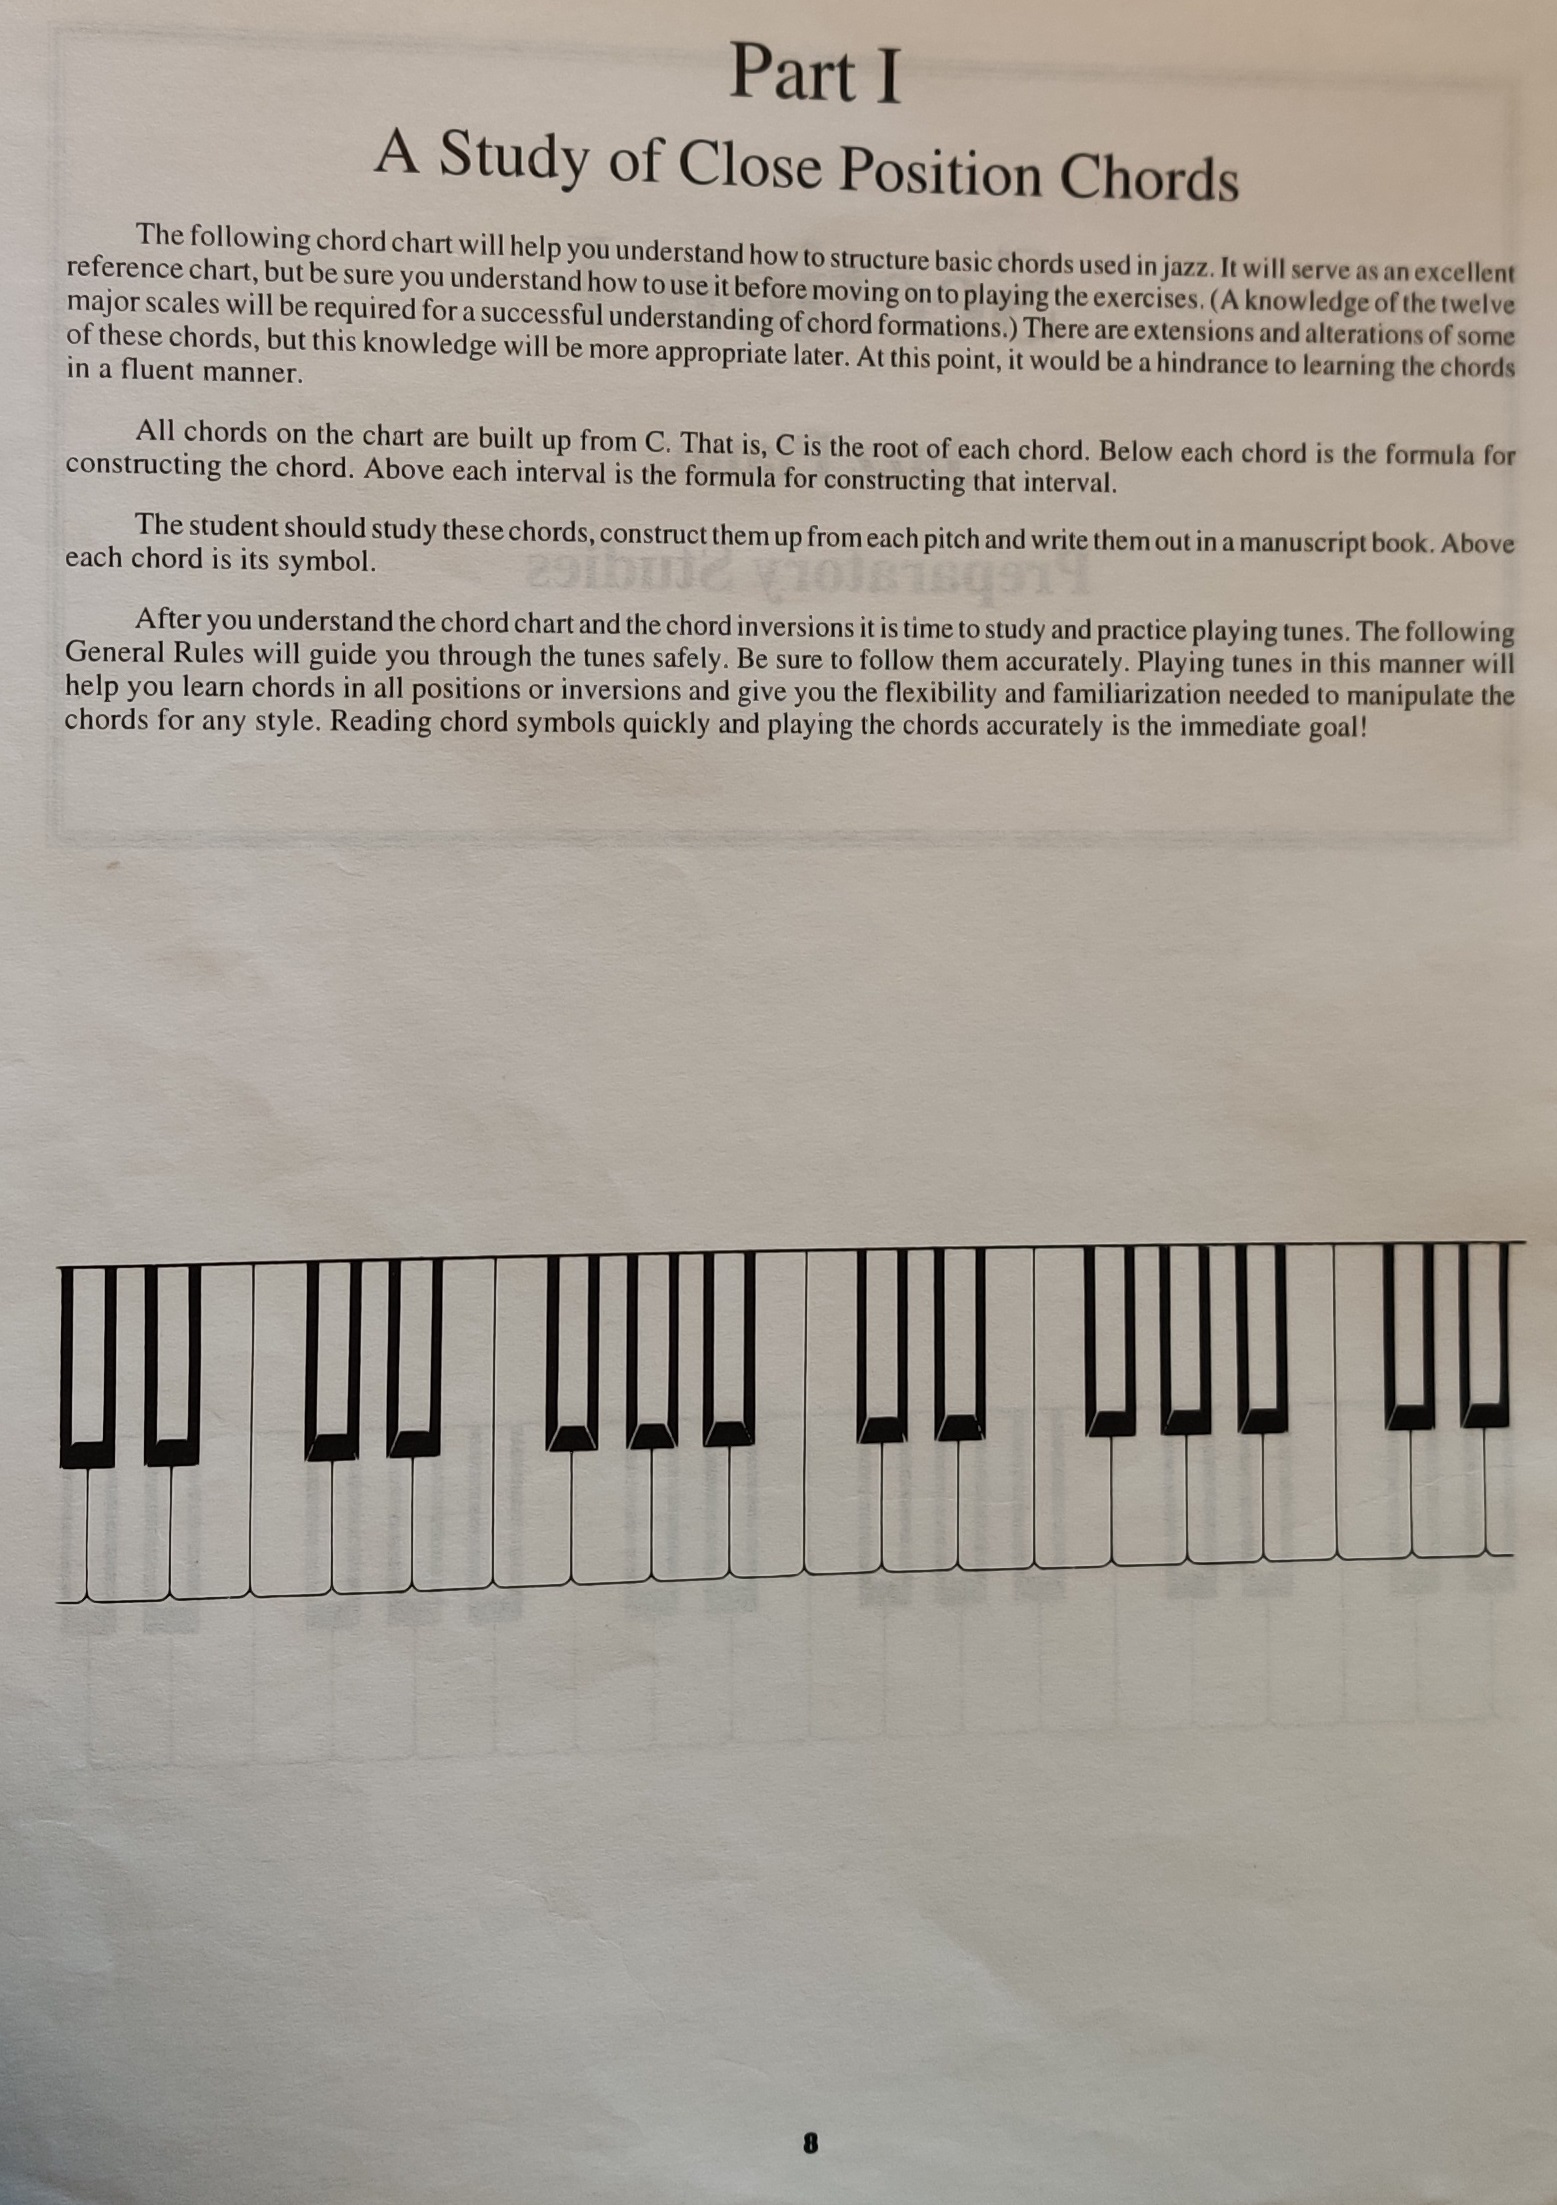 Part I
A Study of Close Position Chords
The following chord chart will help you understand how to structure basic chords used in jazz. It will serve as an excellent
reference chart, but be sure you understand how to use it before moving on to playing the exercises. (A knowledge of the twelve
major scales will be required for a successful understanding of chord formations.) There are extensions and alterations of some
of these chords, but this knowledge will be more appropriate later. At this point, it would be a hindrance to learning the chords
in a fluent manner.
All chords on the chart are built up from C. That is, C is the root of each chord. Below each chord is the formula for
constructing the chord. Above each interval is the formula for constructing that interval.
The student should study these chords, construct them up from each pitch and write them out in a manuscript book. Above
each chord is its symbol.
Preparatory Studies
After you understand the chord chart and the chord inversions it is time to study and practice playing tunes. The following
General Rules will guide you through the tunes safely. Be sure to follow them accurately. Playing tunes in this manner will
help you learn chords in all positions or inversions and give you the flexibility and familiarization needed to manipulate the
chords for any style. Reading chord symbols quickly and playing the chords accurately is the immediate goal!
8